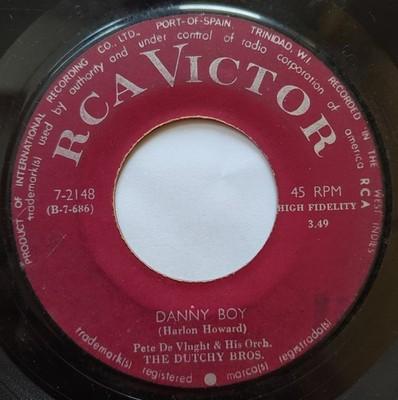 PRODUCT OF INTERNATIONAL RECORDING CO., LTD., PORT-OF-SPAIN, TRINIDAD, W.I. RECORDED IN THE WEST INDIES
trademark(s) used by authority and under control of radio corporation of america RCA
RCA VICTOR
7-2148
(B-7-686)
45 RPM
HIGH FIDELITY
3.49
DANNY BOY
(Harlon Howard)
Pete De Vlught & His Orch.
THE DUTCHY BROS.
trademark(s) registered marca(s) registrada(s)